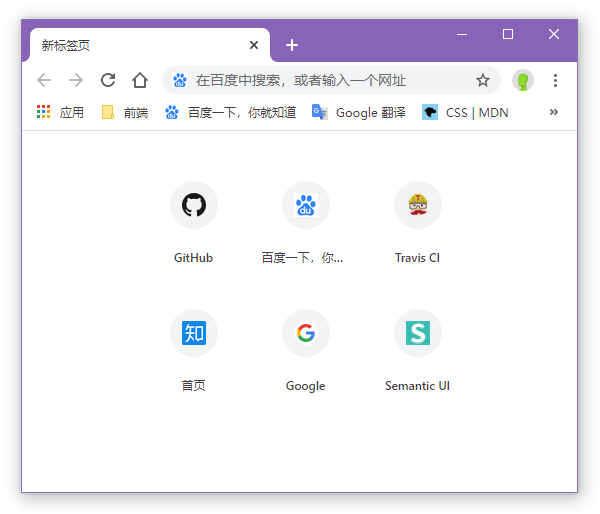 新标签页
在百度中搜索，或者输入一个网址
应用 前端 百度一下，你就知道 Google 翻译 CSS | MDN
GitHub 百度一下，你... Travis CI
知
首页 Google Semantic UI